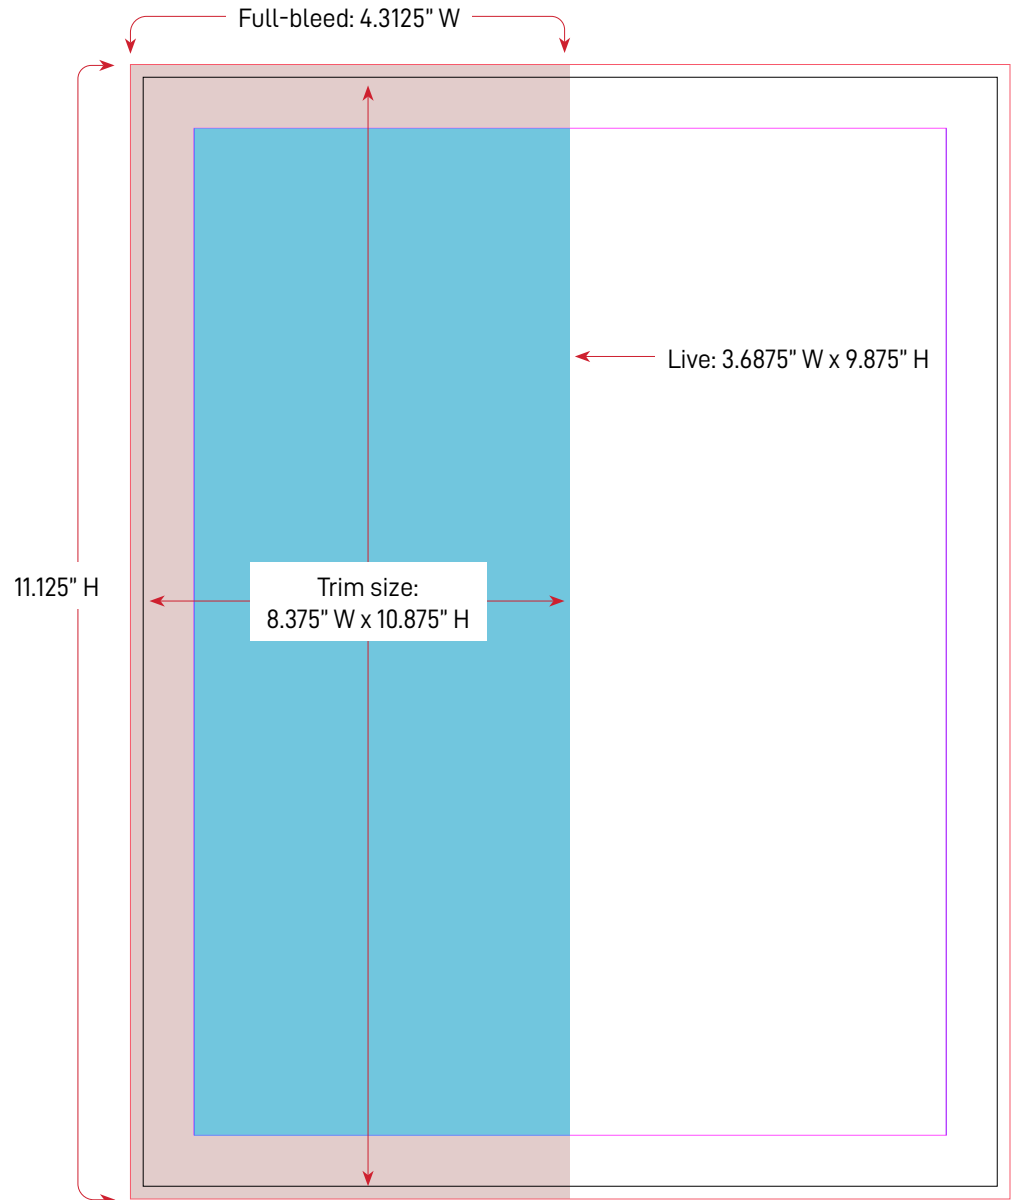 Full-bleed: 4.3125” W
Live: 3.6875” W x 9.875” H
11.125” H
Trim size:
8.375” W x 10.875” H